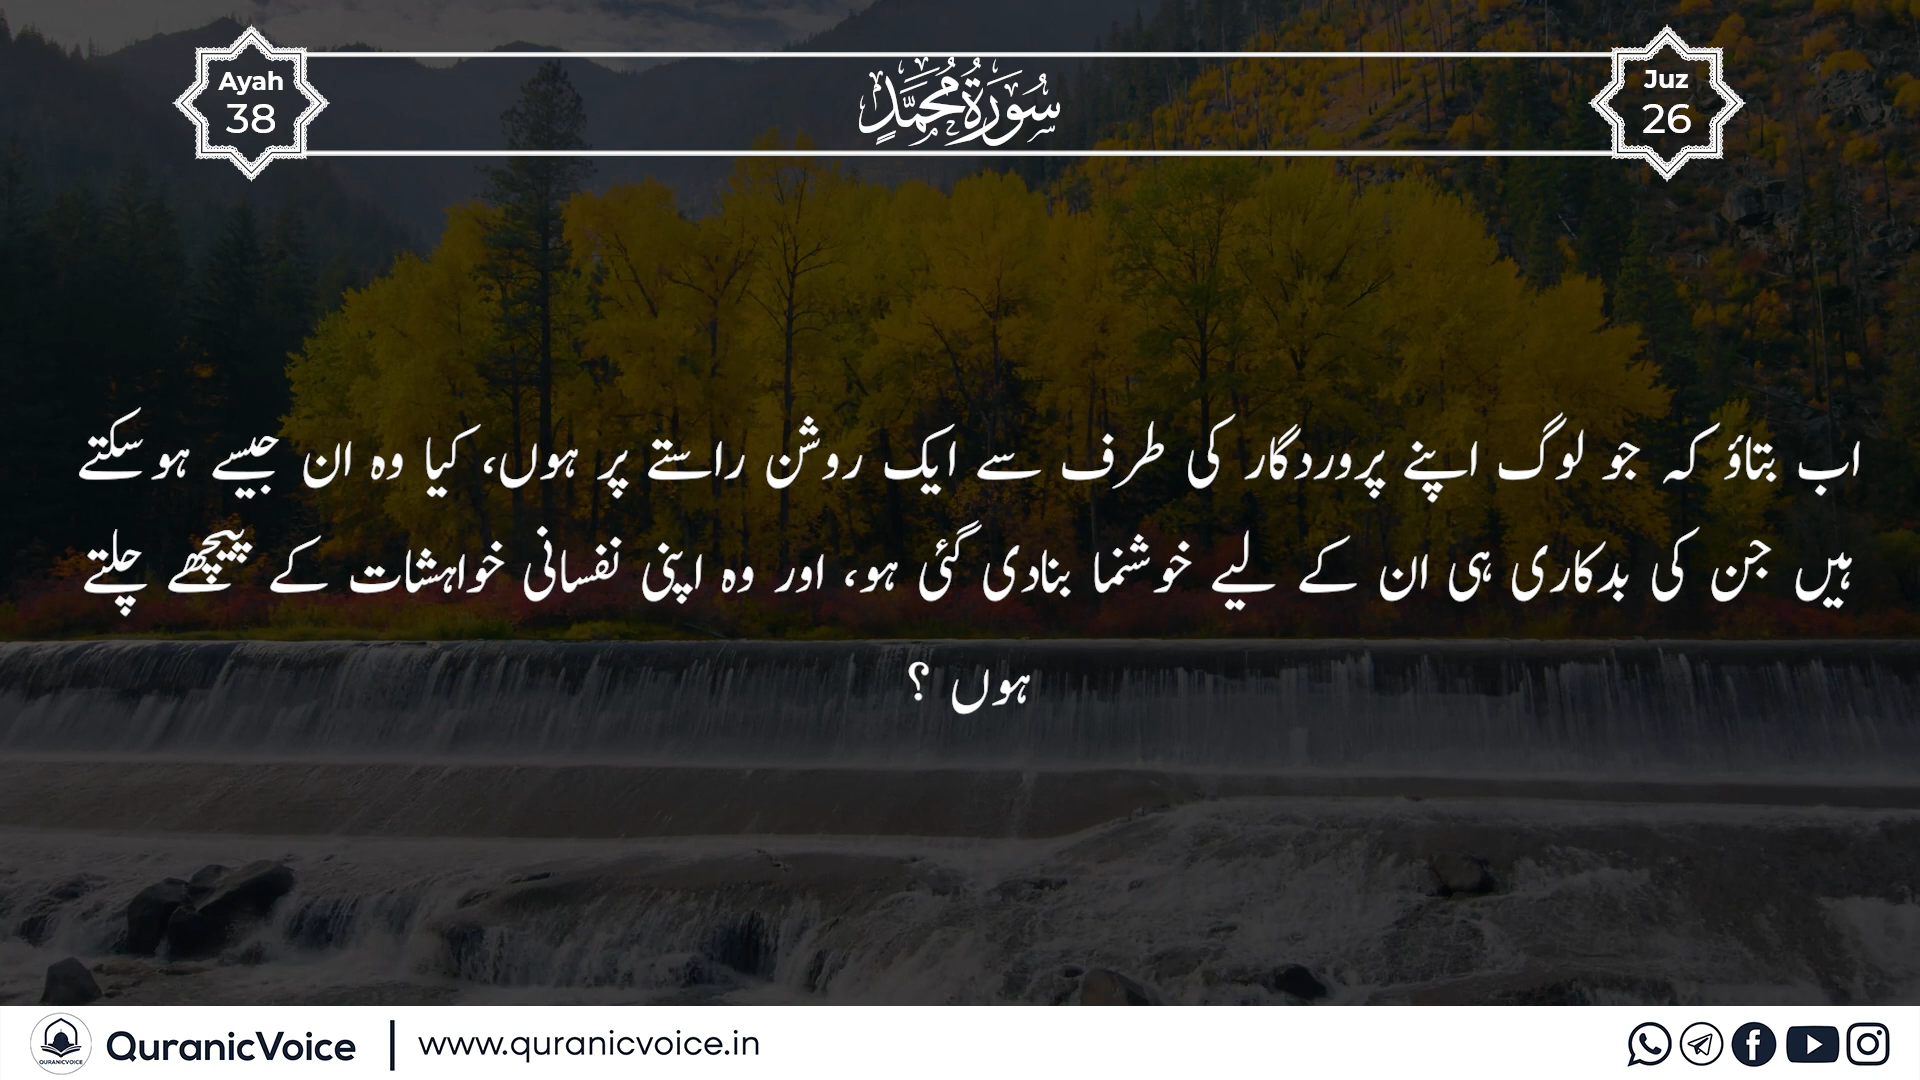 Ayah
38
سُورَةُ مُحَمَّدٍ
Juz
26
اب بتاؤ کہ جو لوگ اپنے پروردگار کی طرف سے ایک روشن راستے پر ہوں، کیا وہ ان جیسے ہوسکتے
ہیں جن کی بدکاری ہی ان کے لیے خوشنما بنادی گئی ہو، اور وہ اپنی نفسانی خواہشات کے پیچھے چلتے
ہوں ؟
QURANICVOICE
QuranicVoice | www.quranicvoice.in